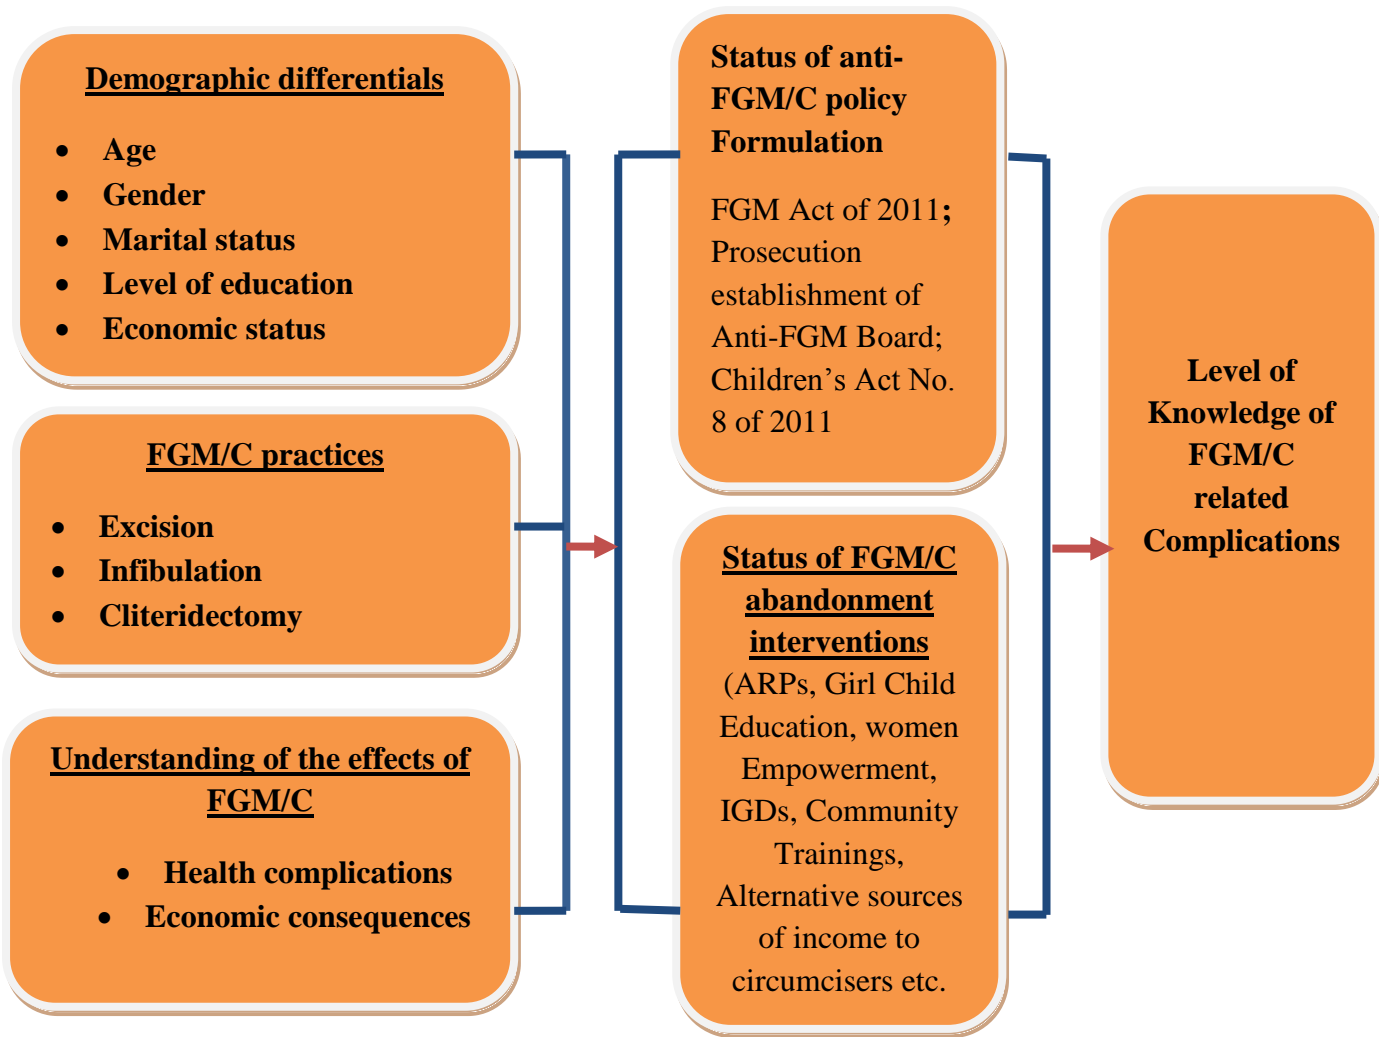 Demographic differentials
• Age
• Gender
• Marital status
• Level of education
• Economic status
FGM/C practices
• Excision
• Infibulation
• Cliteridectomy
Understanding of the effects of
FGM/C
• Health complications
• Economic consequences
Status of anti-
FGM/C policy
Formulation
FGM Act of 2011;
Prosecution
establishment of
Anti-FGM Board;
Children’s Act No.
8 of 2011
Status of FGM/C
abandonment
interventions
(ARPs, Girl Child
Education, women
Empowerment,
IGDs, Community
Trainings,
Alternative sources
of income to
circumcisers etc.
Level of
Knowledge of
FGM/C
related
Complications